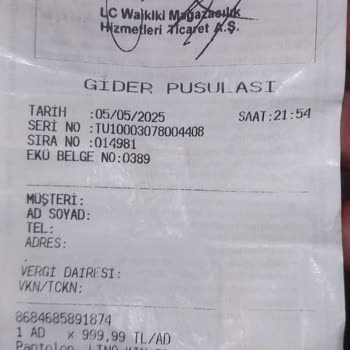 LC Waikiki Mağazacılık
Hizmetleri Ticaret A.Ş.
GİDER PUSULASI
TARİH :05/05/2025 SAAT:21:54
SERİ NO :TU10003078004408
SIRA NO :014981
EKÜ BELGE NO:0389
MÜŞTERİ:
AD SOYAD:
TEL:
ADRES:
.
VERGİ DAİRESİ:
VKN/TCKN:
8684685891874
1 AD x 999,99 TL/AD
Pantolon